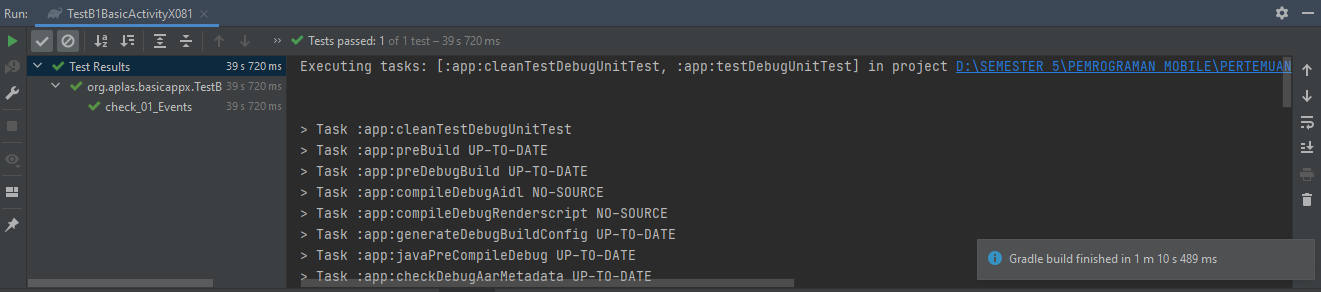 Run: TestB1BasicActivityX081
Tests passed: 1 of 1 test – 39 s 720 ms
Test Results 39 s 720 ms
org.aplas.basicappx.TestB 39 s 720 ms
check_01_Events 39 s 720 ms
Executing tasks: [:app:cleanTestDebugUnitTest, :app:testDebugUnitTest] in project D:\SEMESTER 5\PEMROGRAMAN MOBILE\PERTEMUAN
> Task :app:cleanTestDebugUnitTest
> Task :app:preBuild UP-TO-DATE
> Task :app:preDebugBuild UP-TO-DATE
> Task :app:compileDebugAidl NO-SOURCE
> Task :app:compileDebugRenderscript NO-SOURCE
> Task :app:generateDebugBuildConfig UP-TO-DATE
> Task :app:javaPreCompileDebug UP-TO-DATE
> Task :app:checkDebugAarMetadata UP-TO-DATE
Gradle build finished in 1 m 10 s 489 ms